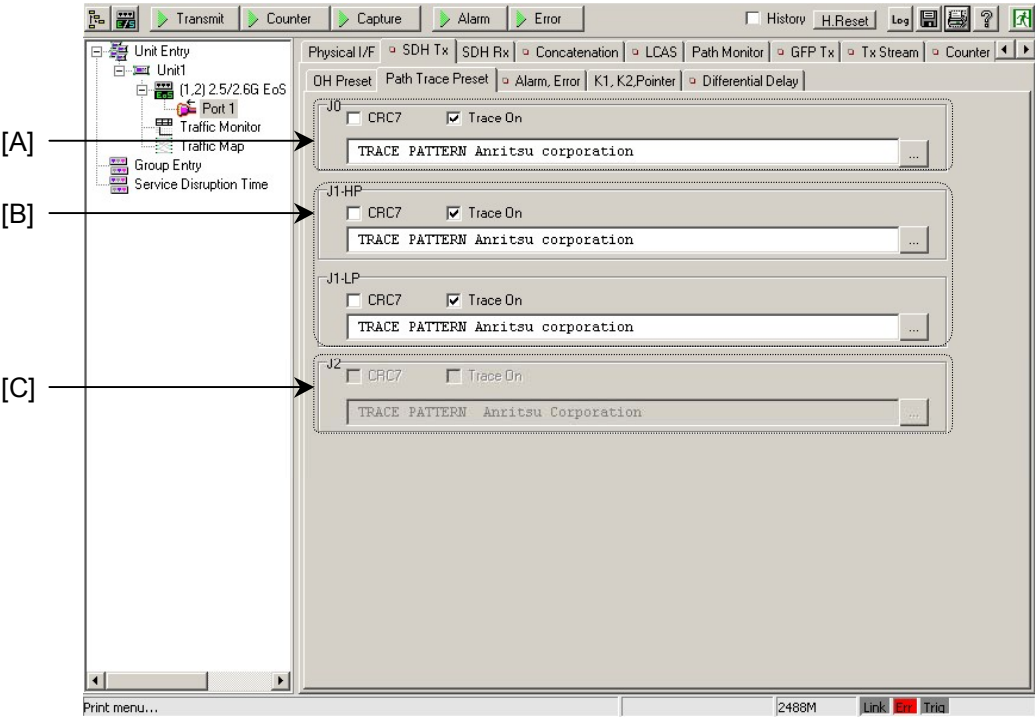 Transmit Counter Capture Alarm Error History H.Reset Log
Unit Entry
Unit1
(1,2) 2.5/2.6G EoS
Port 1
Traffic Monitor
Traffic Map
Group Entry
Service Disruption Time
Physical I/F SDH Tx SDH Rx Concatenation LCAS Path Monitor GFP Tx Tx Stream Counter
OH Preset Path Trace Preset Alarm, Error K1, K2,Pointer Differential Delay
[A]
J0
CRC7 Trace On
TRACE PATTERN Anritsu corporation
...
[B]
J1-HP
CRC7 Trace On
TRACE PATTERN Anritsu corporation
...
J1-LP
CRC7 Trace On
TRACE PATTERN Anritsu corporation
...
[C]
J2
CRC7 Trace On
TRACE PATTERN Anritsu Corporation
...
Print menu... 2488M Link Err Trig